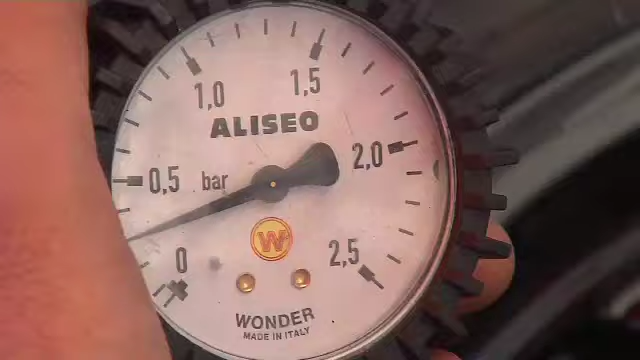 1,0 1,5
ALISEO
0,5 bar 2,0
W
0 2,5
WONDER
MADE IN ITALY